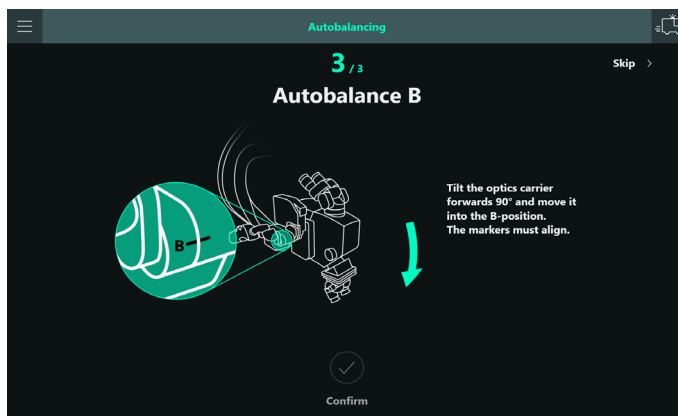 Autobalancing
3 / 3
Skip
Autobalance B
Tilt the optics carrier
forwards 90° and move it
into the B-position.
The markers must align.
B
Confirm